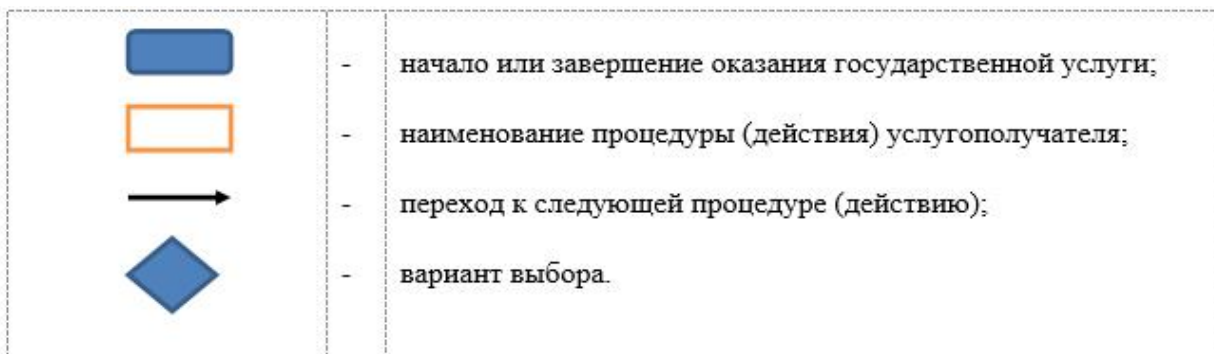 - начало или завершение оказания государственной услуги;
- наименование процедуры (действия) услугополучателя;
- переход к следующей процедуре (действию);
- вариант выбора.